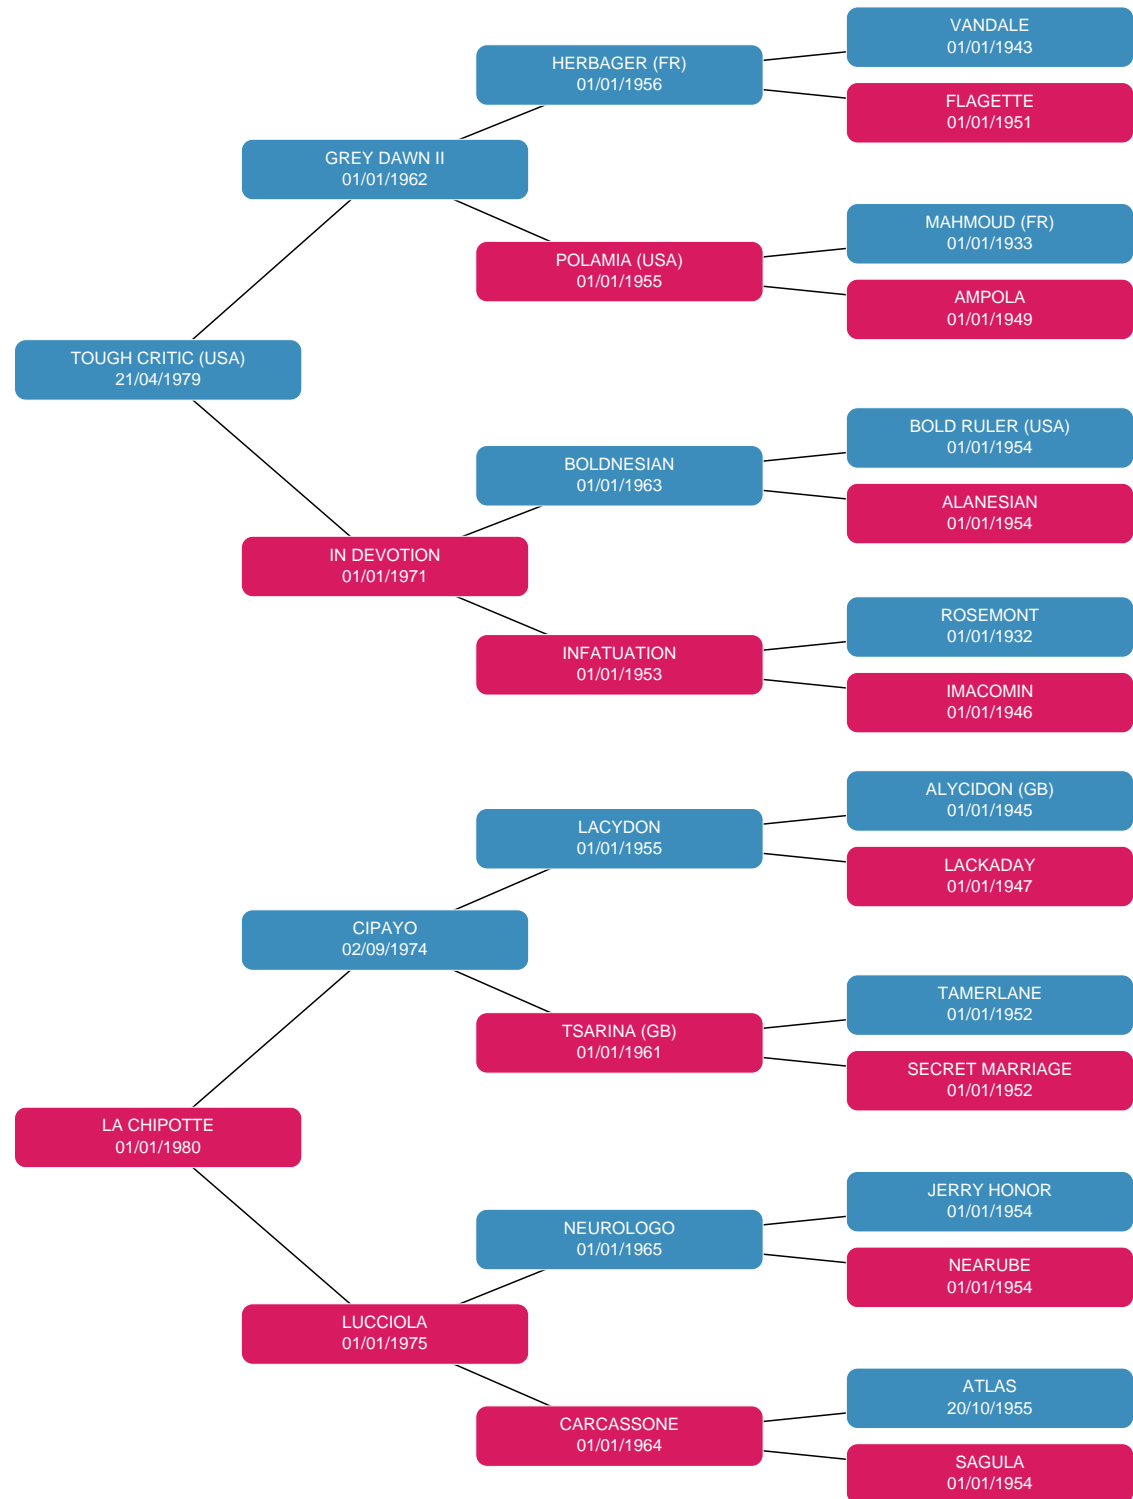 VANDALE
01/01/1943
HERBAGER (FR)
01/01/1956
FLAGETTE
01/01/1951
GREY DAWN II
01/01/1962
MAHMOUD (FR)
01/01/1933
POLAMIA (USA)
01/01/1955
AMPOLA
01/01/1949
TOUGH CRITIC (USA)
21/04/1979
BOLD RULER (USA)
01/01/1954
BOLDNESIAN
01/01/1963
ALANESIAN
01/01/1954
IN DEVOTION
01/01/1971
ROSEMONT
01/01/1932
INFATUATION
01/01/1953
IMACOMIN
01/01/1946
ALYCIDON (GB)
01/01/1945
LACYDON
01/01/1955
LACKADAY
01/01/1947
CIPAYO
02/09/1974
TAMERLANE
01/01/1952
TSARINA (GB)
01/01/1961
SECRET MARRIAGE
01/01/1952
LA CHIPOTTE
01/01/1980
JERRY HONOR
01/01/1954
NEUROLOGO
01/01/1965
NEARUBE
01/01/1954
LUCCIOLA
01/01/1975
ATLAS
20/10/1955
CARCASSONE
01/01/1964
SAGULA
01/01/1954